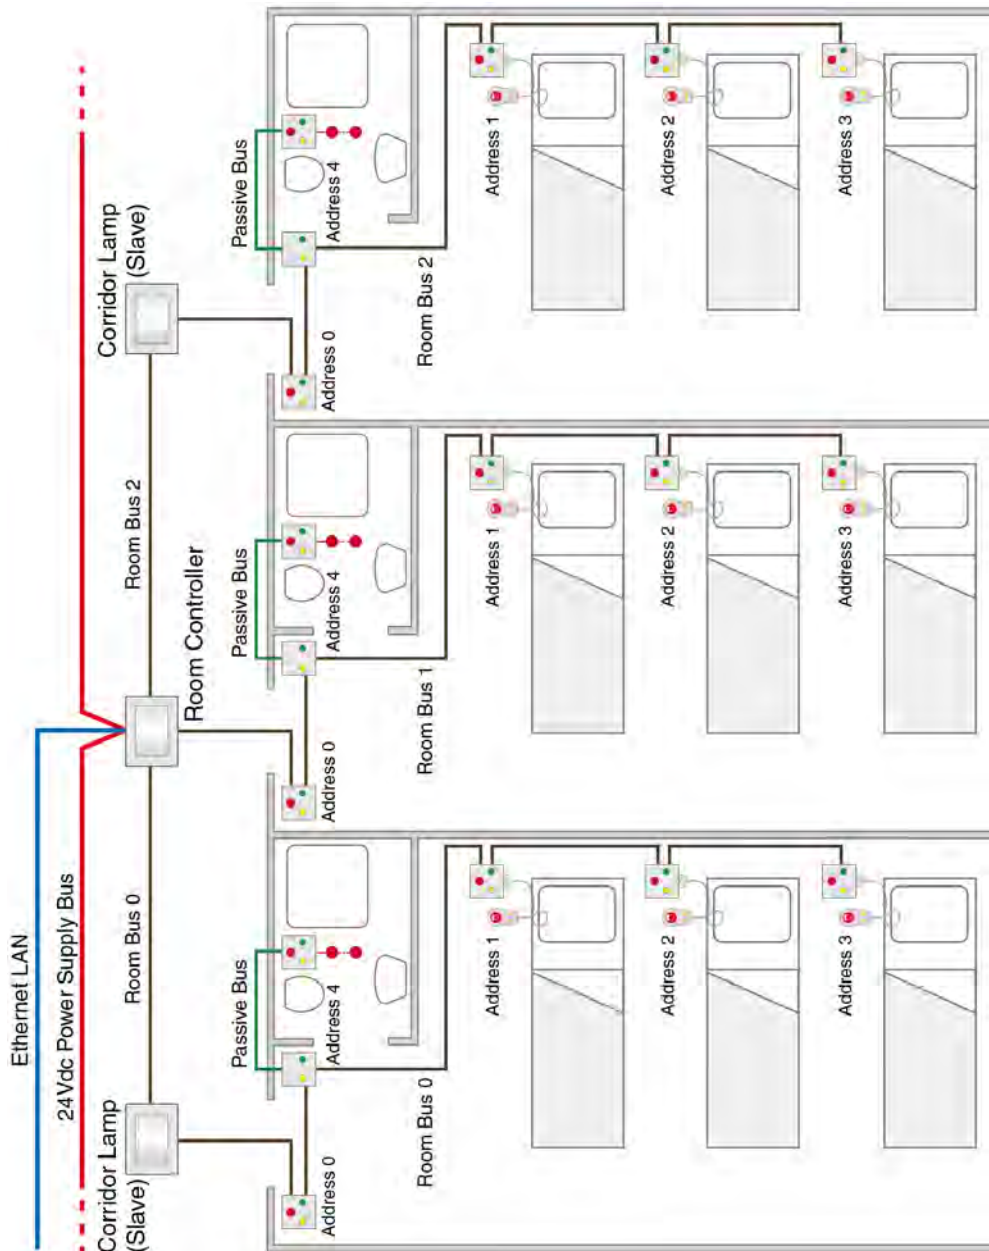 Ethernet LAN
24Vdc Power Supply Bus
Corridor Lamp
(Slave)
Corridor Lamp
(Slave)
Room Bus 0
Room Bus 2
Room Controller
Passive Bus
Passive Bus
Passive Bus
Address 0
Address 4
Address 0
Address 4
Address 0
Address 4
Room Bus 0
Room Bus 1
Room Bus 2
Address 1
Address 1
Address 1
Address 2
Address 2
Address 2
Address 3
Address 3
Address 3